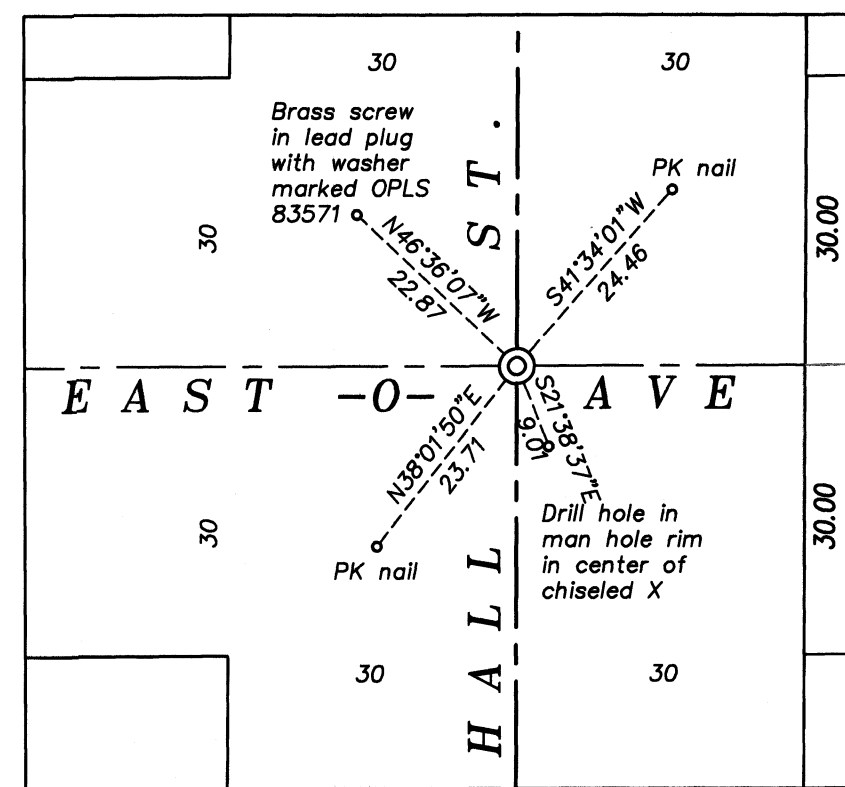 30
30
Brass screw
in lead plug
with washer
marked OPLS
83571
PK nail
30
30.00
N46°36'07"W
22.87
S41°34'01"W
24.46
HALL ST.
EAST -O- AVE
N38°01'50"E
23.71
S21°38'37"E
9.01
30
30.00
PK nail
Drill hole in
man hole rim
in center of
chiseled X
30
30